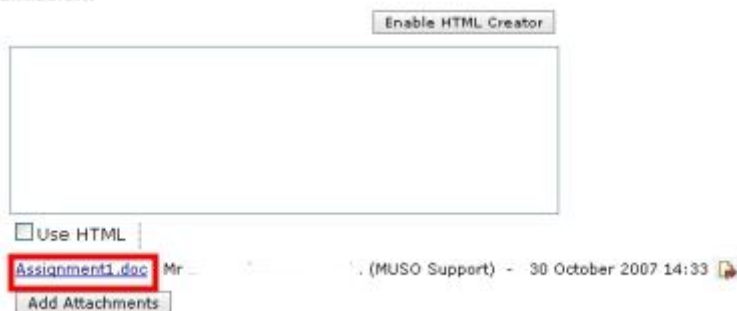 Enable HTML Creator
Use HTML
Assignment1.doc Mr . (MUSO Support) - 30 October 2007 14:33
Add Attachments